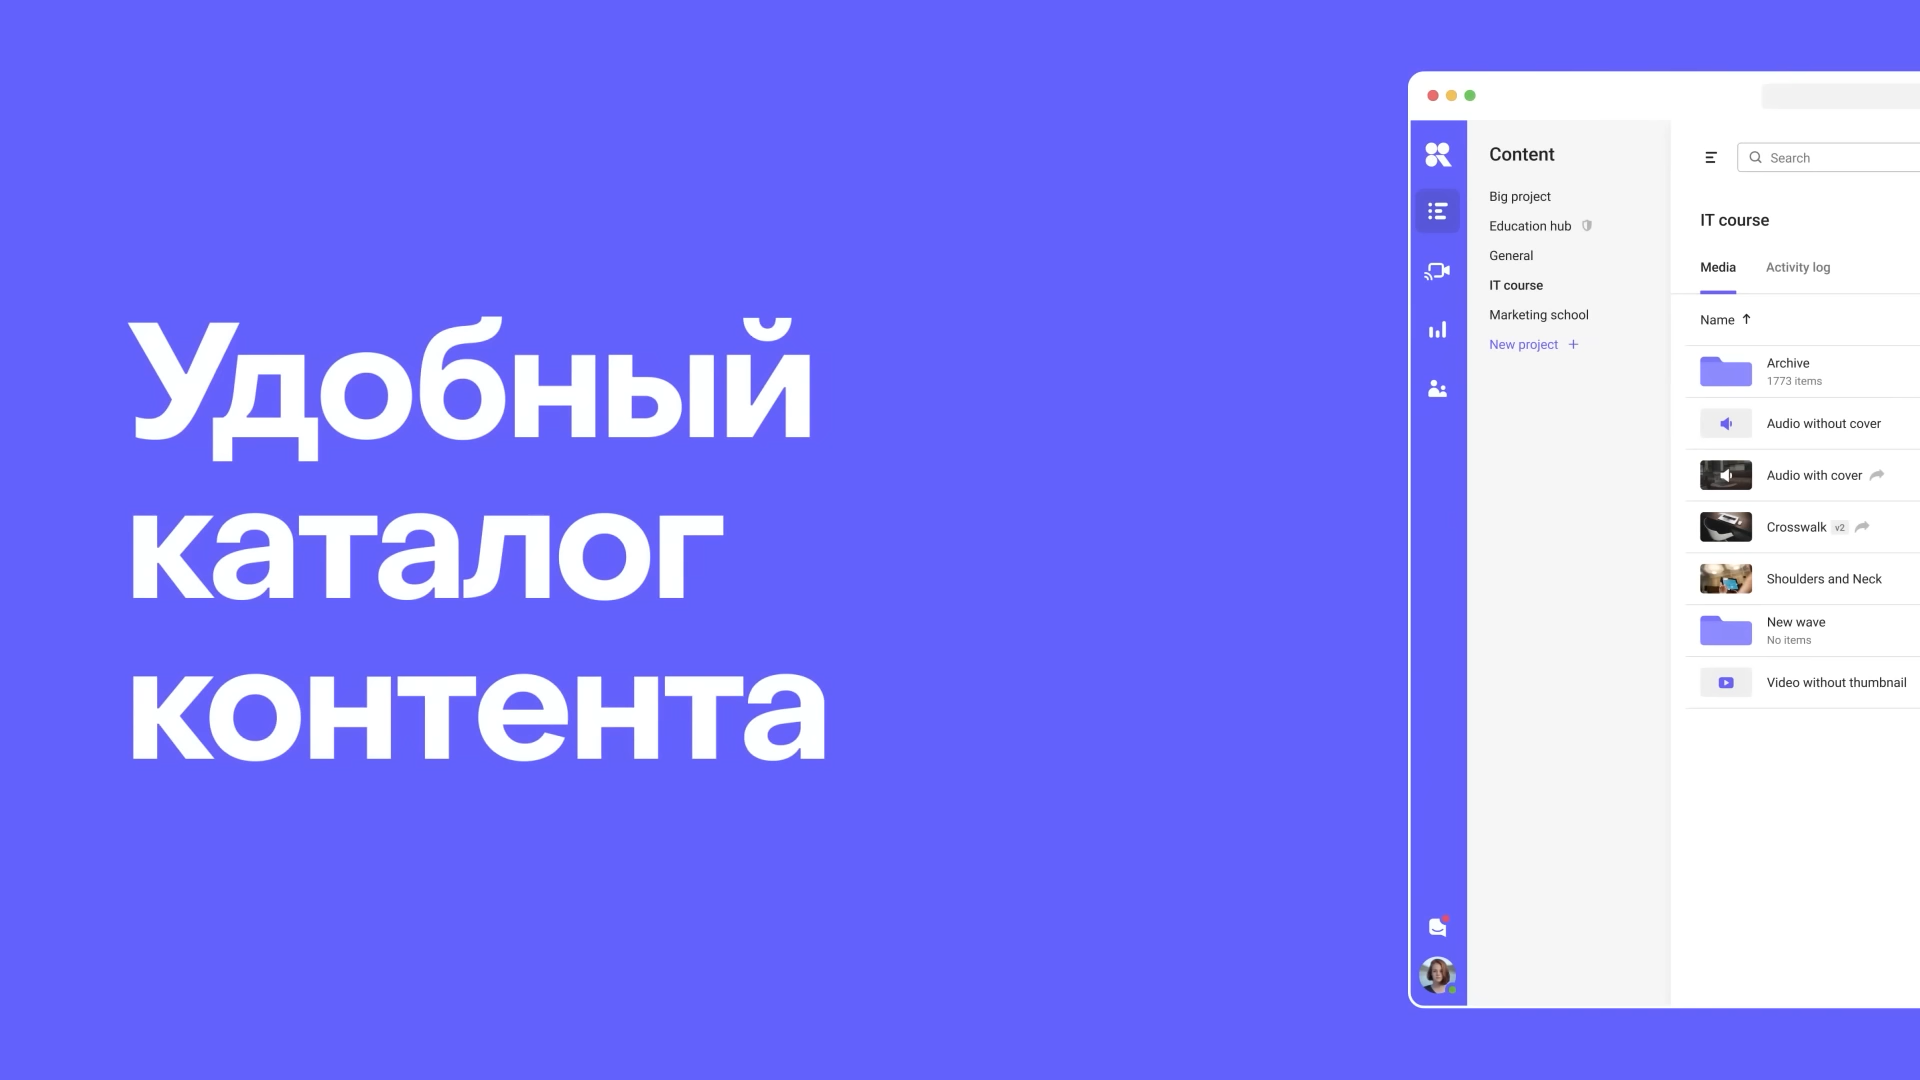 Удобный
каталог
контента
Content
Big project
Education hub
General
IT course
Marketing school
New project +
Search
IT course
Media Activity log
Name ↑
Archive
1773 items
Audio without cover
Audio with cover
Crosswalk v2
Shoulders and Neck
New wave
No items
Video without thumbnail